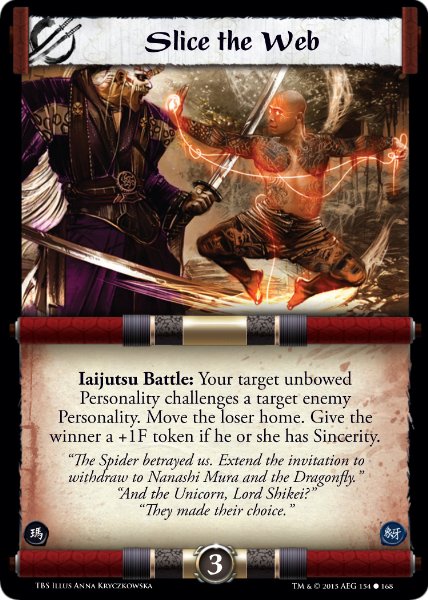 Slice the Web
Iaijutsu Battle: Your target unbowed
Personality challenges a target enemy
Personality. Move the loser home. Give the
winner a +1F token if he or she has Sincerity.
“The Spider betrayed us. Extend the invitation to
withdraw to Nanashi Mura and the Dragonfly.”
“And the Unicorn, Lord Shikei?”
“They made their choice.”
瑪
象牙
3
TBS ILLUS ANNA KRYCZKOWSKA
TM & © 2015 AEG 154 ● 168